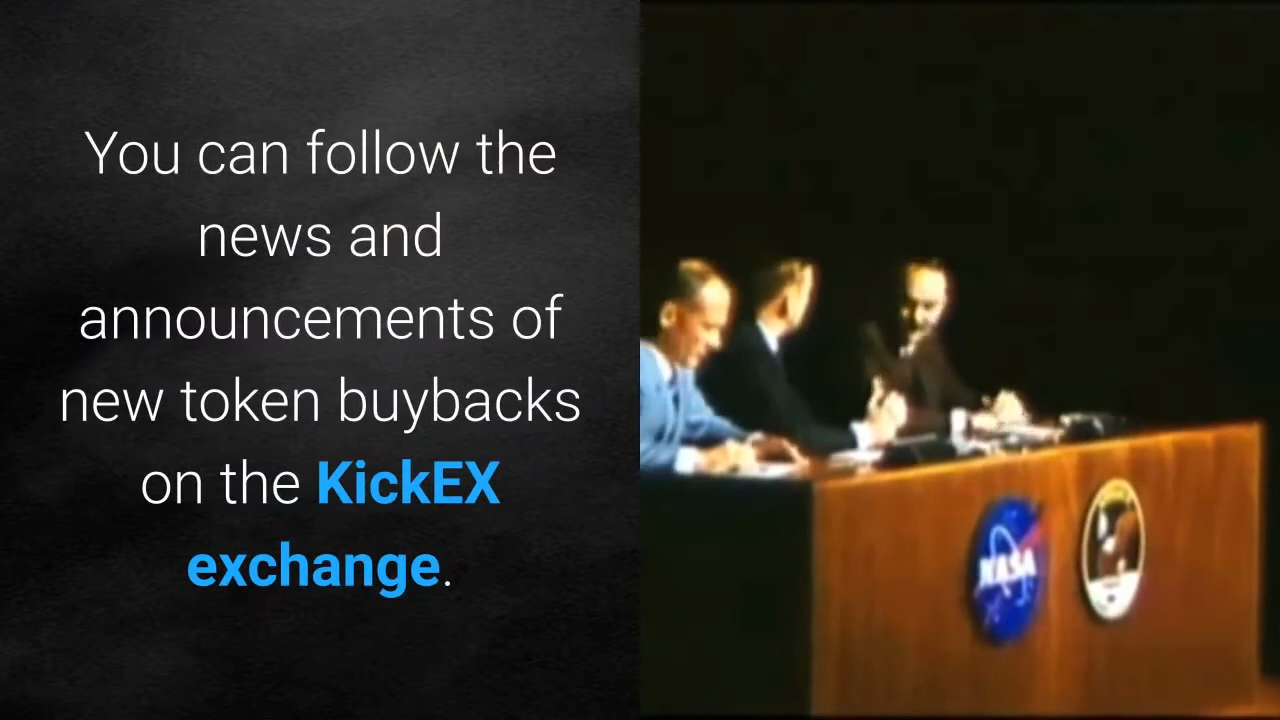 You can follow the
news and
announcements of
new token buybacks
on the KickEX
exchange.
NASA